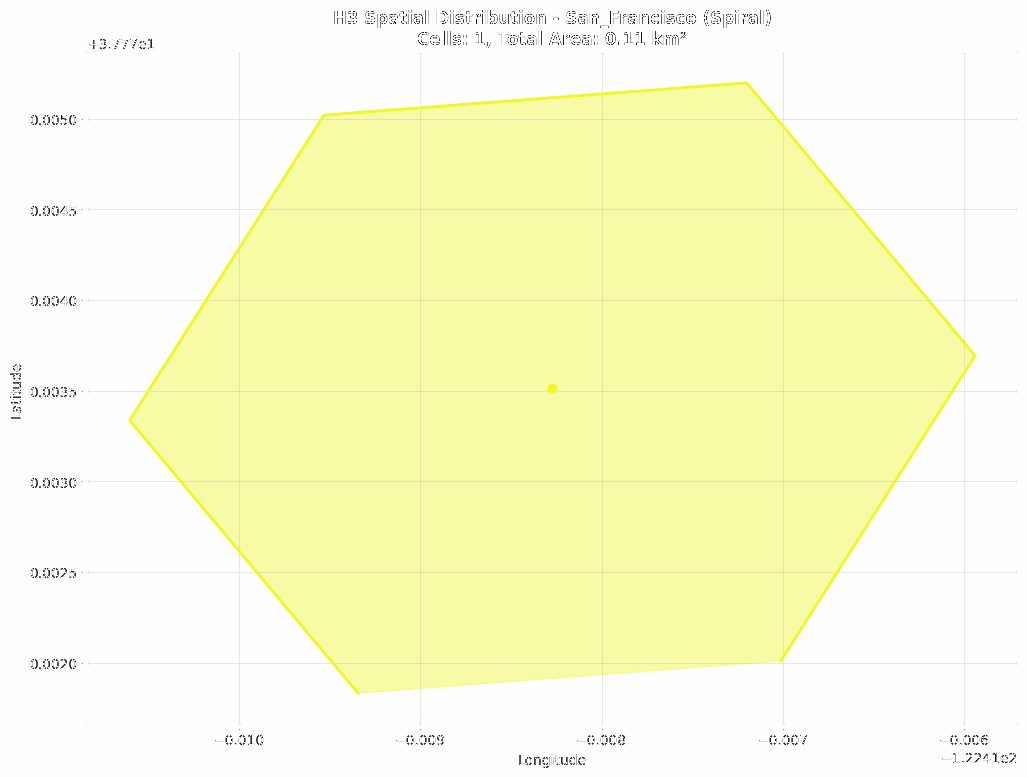 H3 Spatial Distribution - San_Francisco (Spiral)
Cells: 1, Total Area: 0.11 km²
+3.777e1
0.0050
0.0045
0.0040
0.0035
0.0030
0.0025
0.0020
Latitude
−0.010
−0.009
−0.008
−0.007
−0.006
Longitude
−1.2241e2